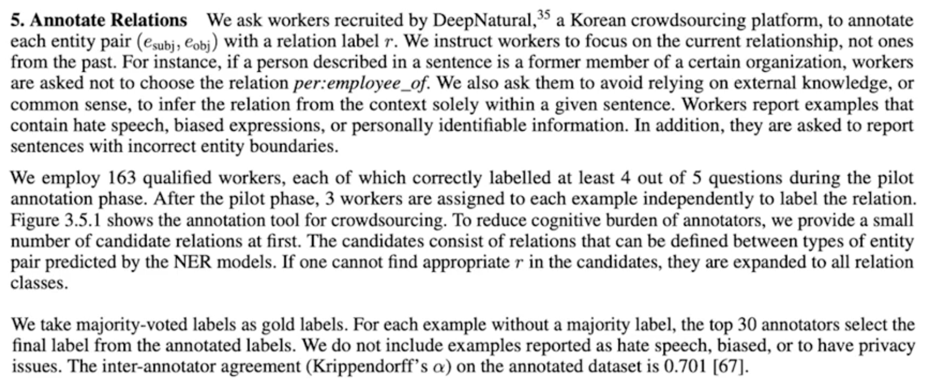 5. Annotate Relations We ask workers recruited by DeepNatural,35 a Korean crowdsourcing platform, to annotate
each entity pair (esubj, eobj) with a relation label r. We instruct workers to focus on the current relationship, not ones
from the past. For instance, if a person described in a sentence is a former member of a certain organization, workers
are asked not to choose the relation per:employee_of. We also ask them to avoid relying on external knowledge, or
common sense, to infer the relation from the context solely within a given sentence. Workers report examples that
contain hate speech, biased expressions, or personally identifiable information. In addition, they are asked to report
sentences with incorrect entity boundaries.
We employ 163 qualified workers, each of which correctly labelled at least 4 out of 5 questions during the pilot
annotation phase. After the pilot phase, 3 workers are assigned to each example independently to label the relation.
Figure 3.5.1 shows the annotation tool for crowdsourcing. To reduce cognitive burden of annotators, we provide a small
number of candidate relations at first. The candidates consist of relations that can be defined between types of entity
pair predicted by the NER models. If one cannot find appropriate r in the candidates, they are expanded to all relation
classes.
We take majority-voted labels as gold labels. For each example without a majority label, the top 30 annotators select the
final label from the annotated labels. We do not include examples reported as hate speech, biased, or to have privacy
issues. The inter-annotator agreement (Krippendorff's α) on the annotated dataset is 0.701 [67].